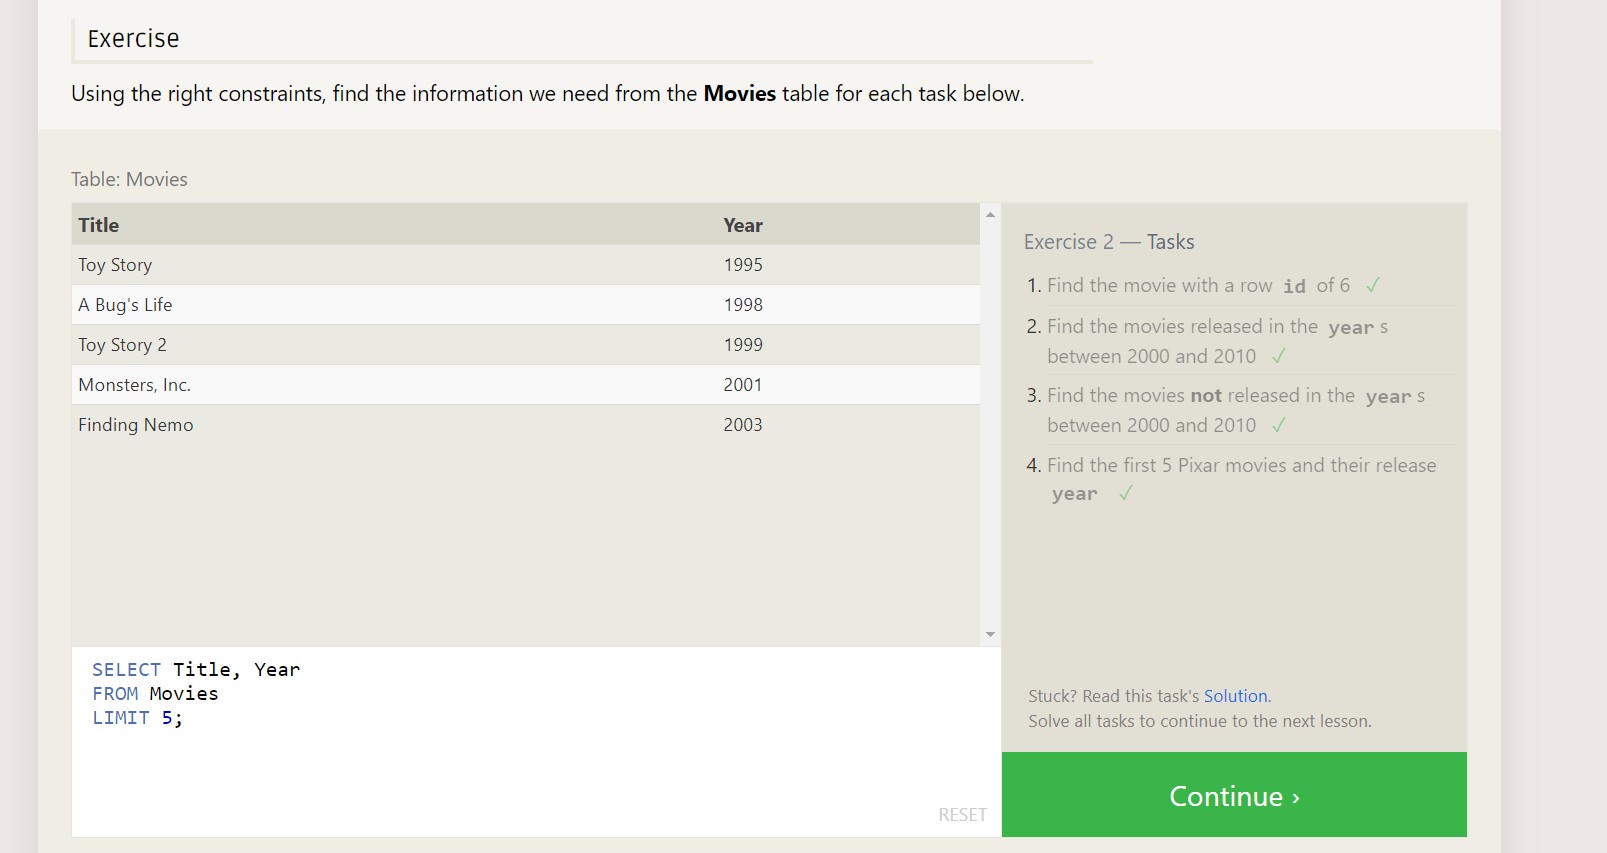 Exercise
Using the right constraints, find the information we need from the Movies table for each task below.
Table: Movies
Title Year
Toy Story 1995
A Bug's Life 1998
Toy Story 2 1999
Monsters, Inc. 2001
Finding Nemo 2003
SELECT Title, Year
FROM Movies
LIMIT 5;
RESET
Exercise 2 — Tasks
1. Find the movie with a row id of 6 ✓
2. Find the movies released in the year s
between 2000 and 2010 ✓
3. Find the movies not released in the year s
between 2000 and 2010 ✓
4. Find the first 5 Pixar movies and their release
year ✓
Stuck? Read this task's Solution.
Solve all tasks to continue to the next lesson.
Continue ›